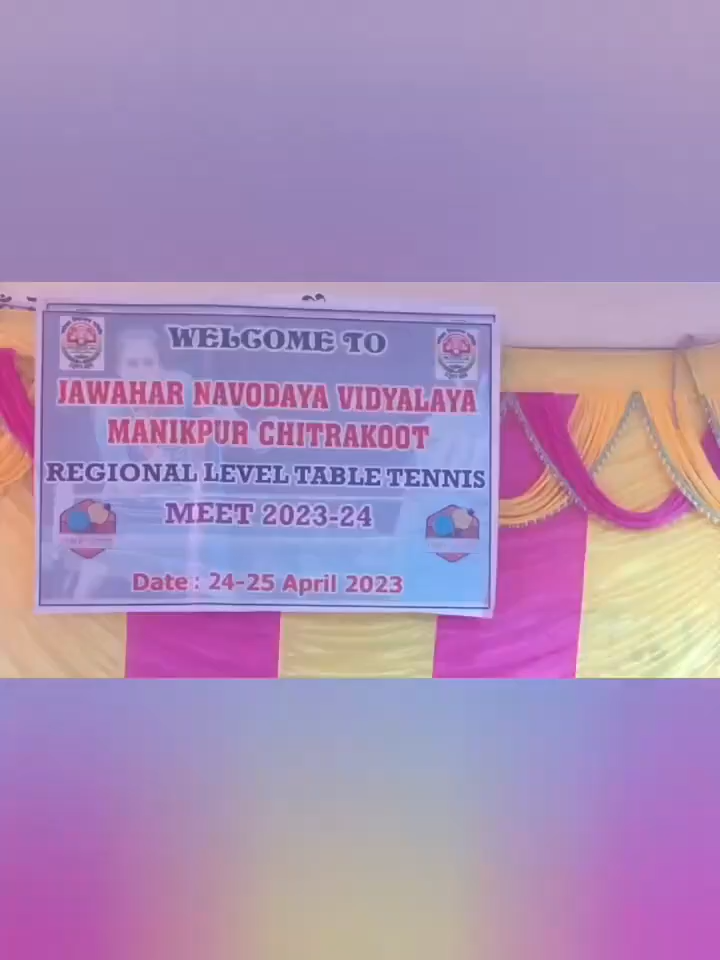 WELCOME TO
JAWAHAR NAVODAYA VIDYALAYA
MANIKPUR CHITRAKOOT
REGIONAL LEVEL TABLE TENNIS
MEET 2023-24
Date : 24-25 April 2023